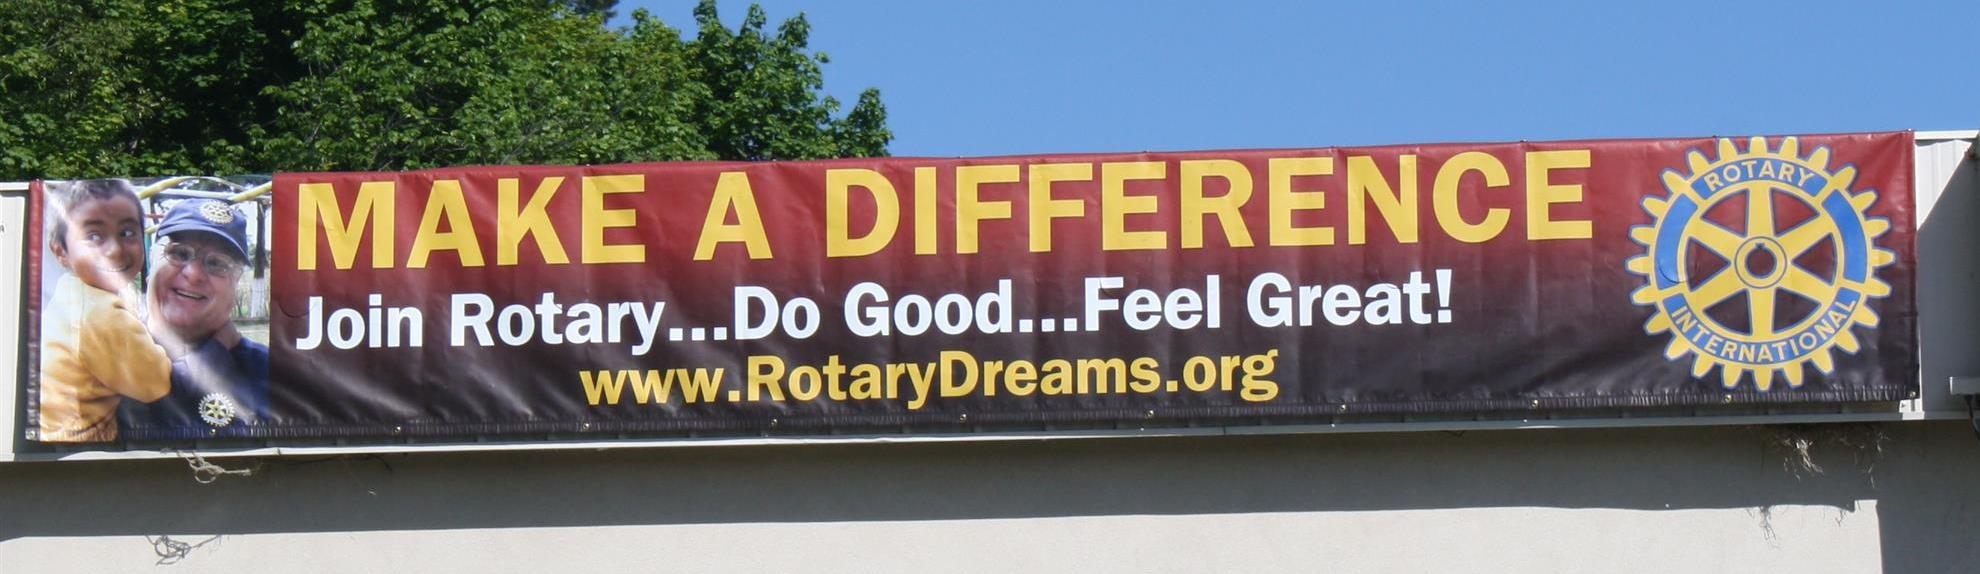 MAKE A DIFFERENCE
Join Rotary...Do Good...Feel Great!
www.RotaryDreams.org
ROTARY
INTERNATIONAL